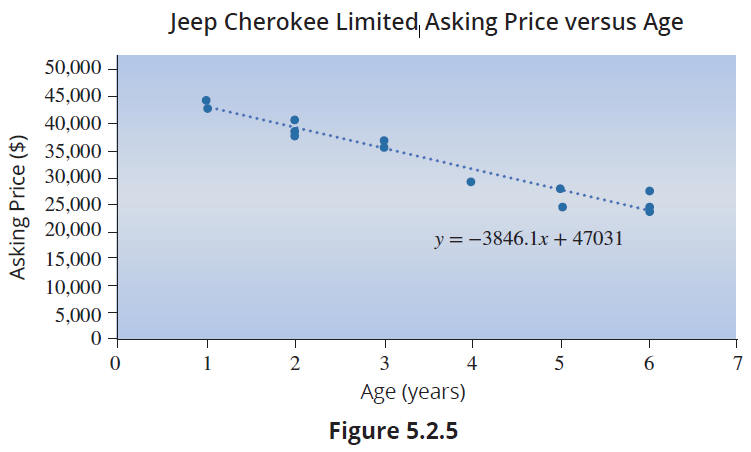 Jeep Cherokee Limited Asking Price versus Age
50,000
45,000
40,000
35,000
30,000
25,000
20,000
15,000
10,000
5,000
0
Asking Price ($)
y = −3846.1x + 47031
0 1 2 3 4 5 6 7
Age (years)
Figure 5.2.5